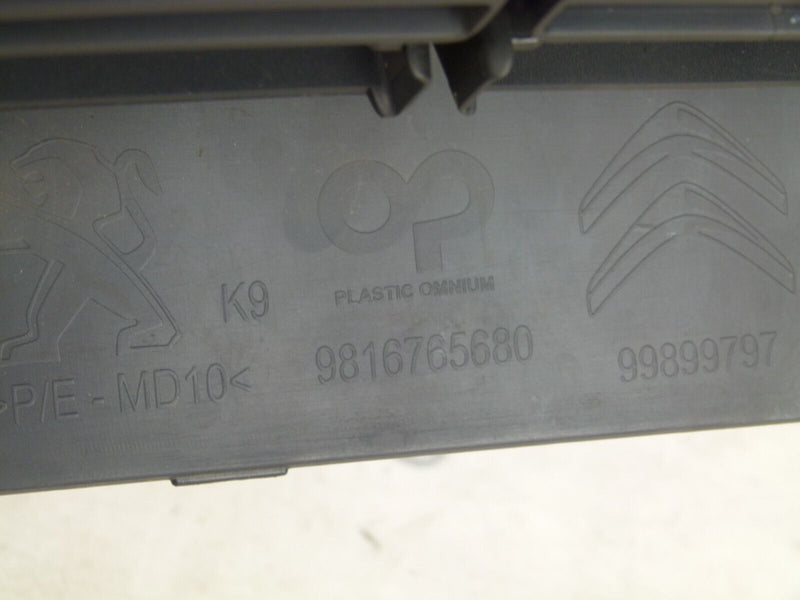 K9
PLASTIC OMNIUM
9816765680
99899797
>P/E - MD10<